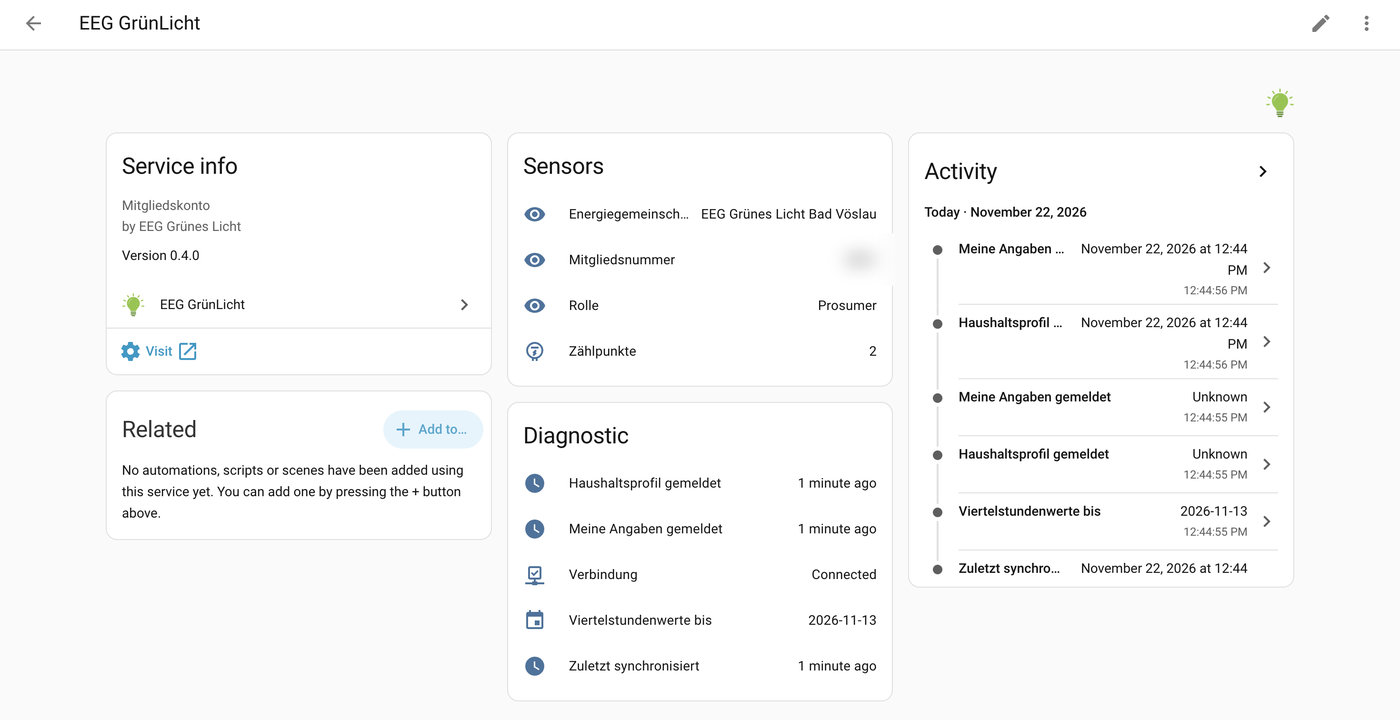 EEG GrünLicht
Service info
Mitgliedskonto
by EEG Grünes Licht
Version 0.4.0
EEG GrünLicht
Visit
Related
Add to...
No automations, scripts or scenes have been added using
this service yet. You can add one by pressing the + button
above.
Sensors
Energiegemeinsch... EEG Grünes Licht Bad Vöslau
Mitgliedsnummer
Rolle Prosumer
Zählpunkte 2
Diagnostic
Haushaltsprofil gemeldet 1 minute ago
Meine Angaben gemeldet 1 minute ago
Verbindung Connected
Viertelstundenwerte bis 2026-11-13
Zuletzt synchronisiert 1 minute ago
Activity
Today · November 22, 2026
Meine Angaben ... November 22, 2026 at 12:44
PM
12:44:56 PM
Haushaltsprofil ... November 22, 2026 at 12:44
PM
12:44:56 PM
Meine Angaben gemeldet Unknown
12:44:55 PM
Haushaltsprofil gemeldet Unknown
12:44:55 PM
Viertelstundenwerte bis 2026-11-13
12:44:55 PM
Zuletzt synchro... November 22, 2026 at 12:44